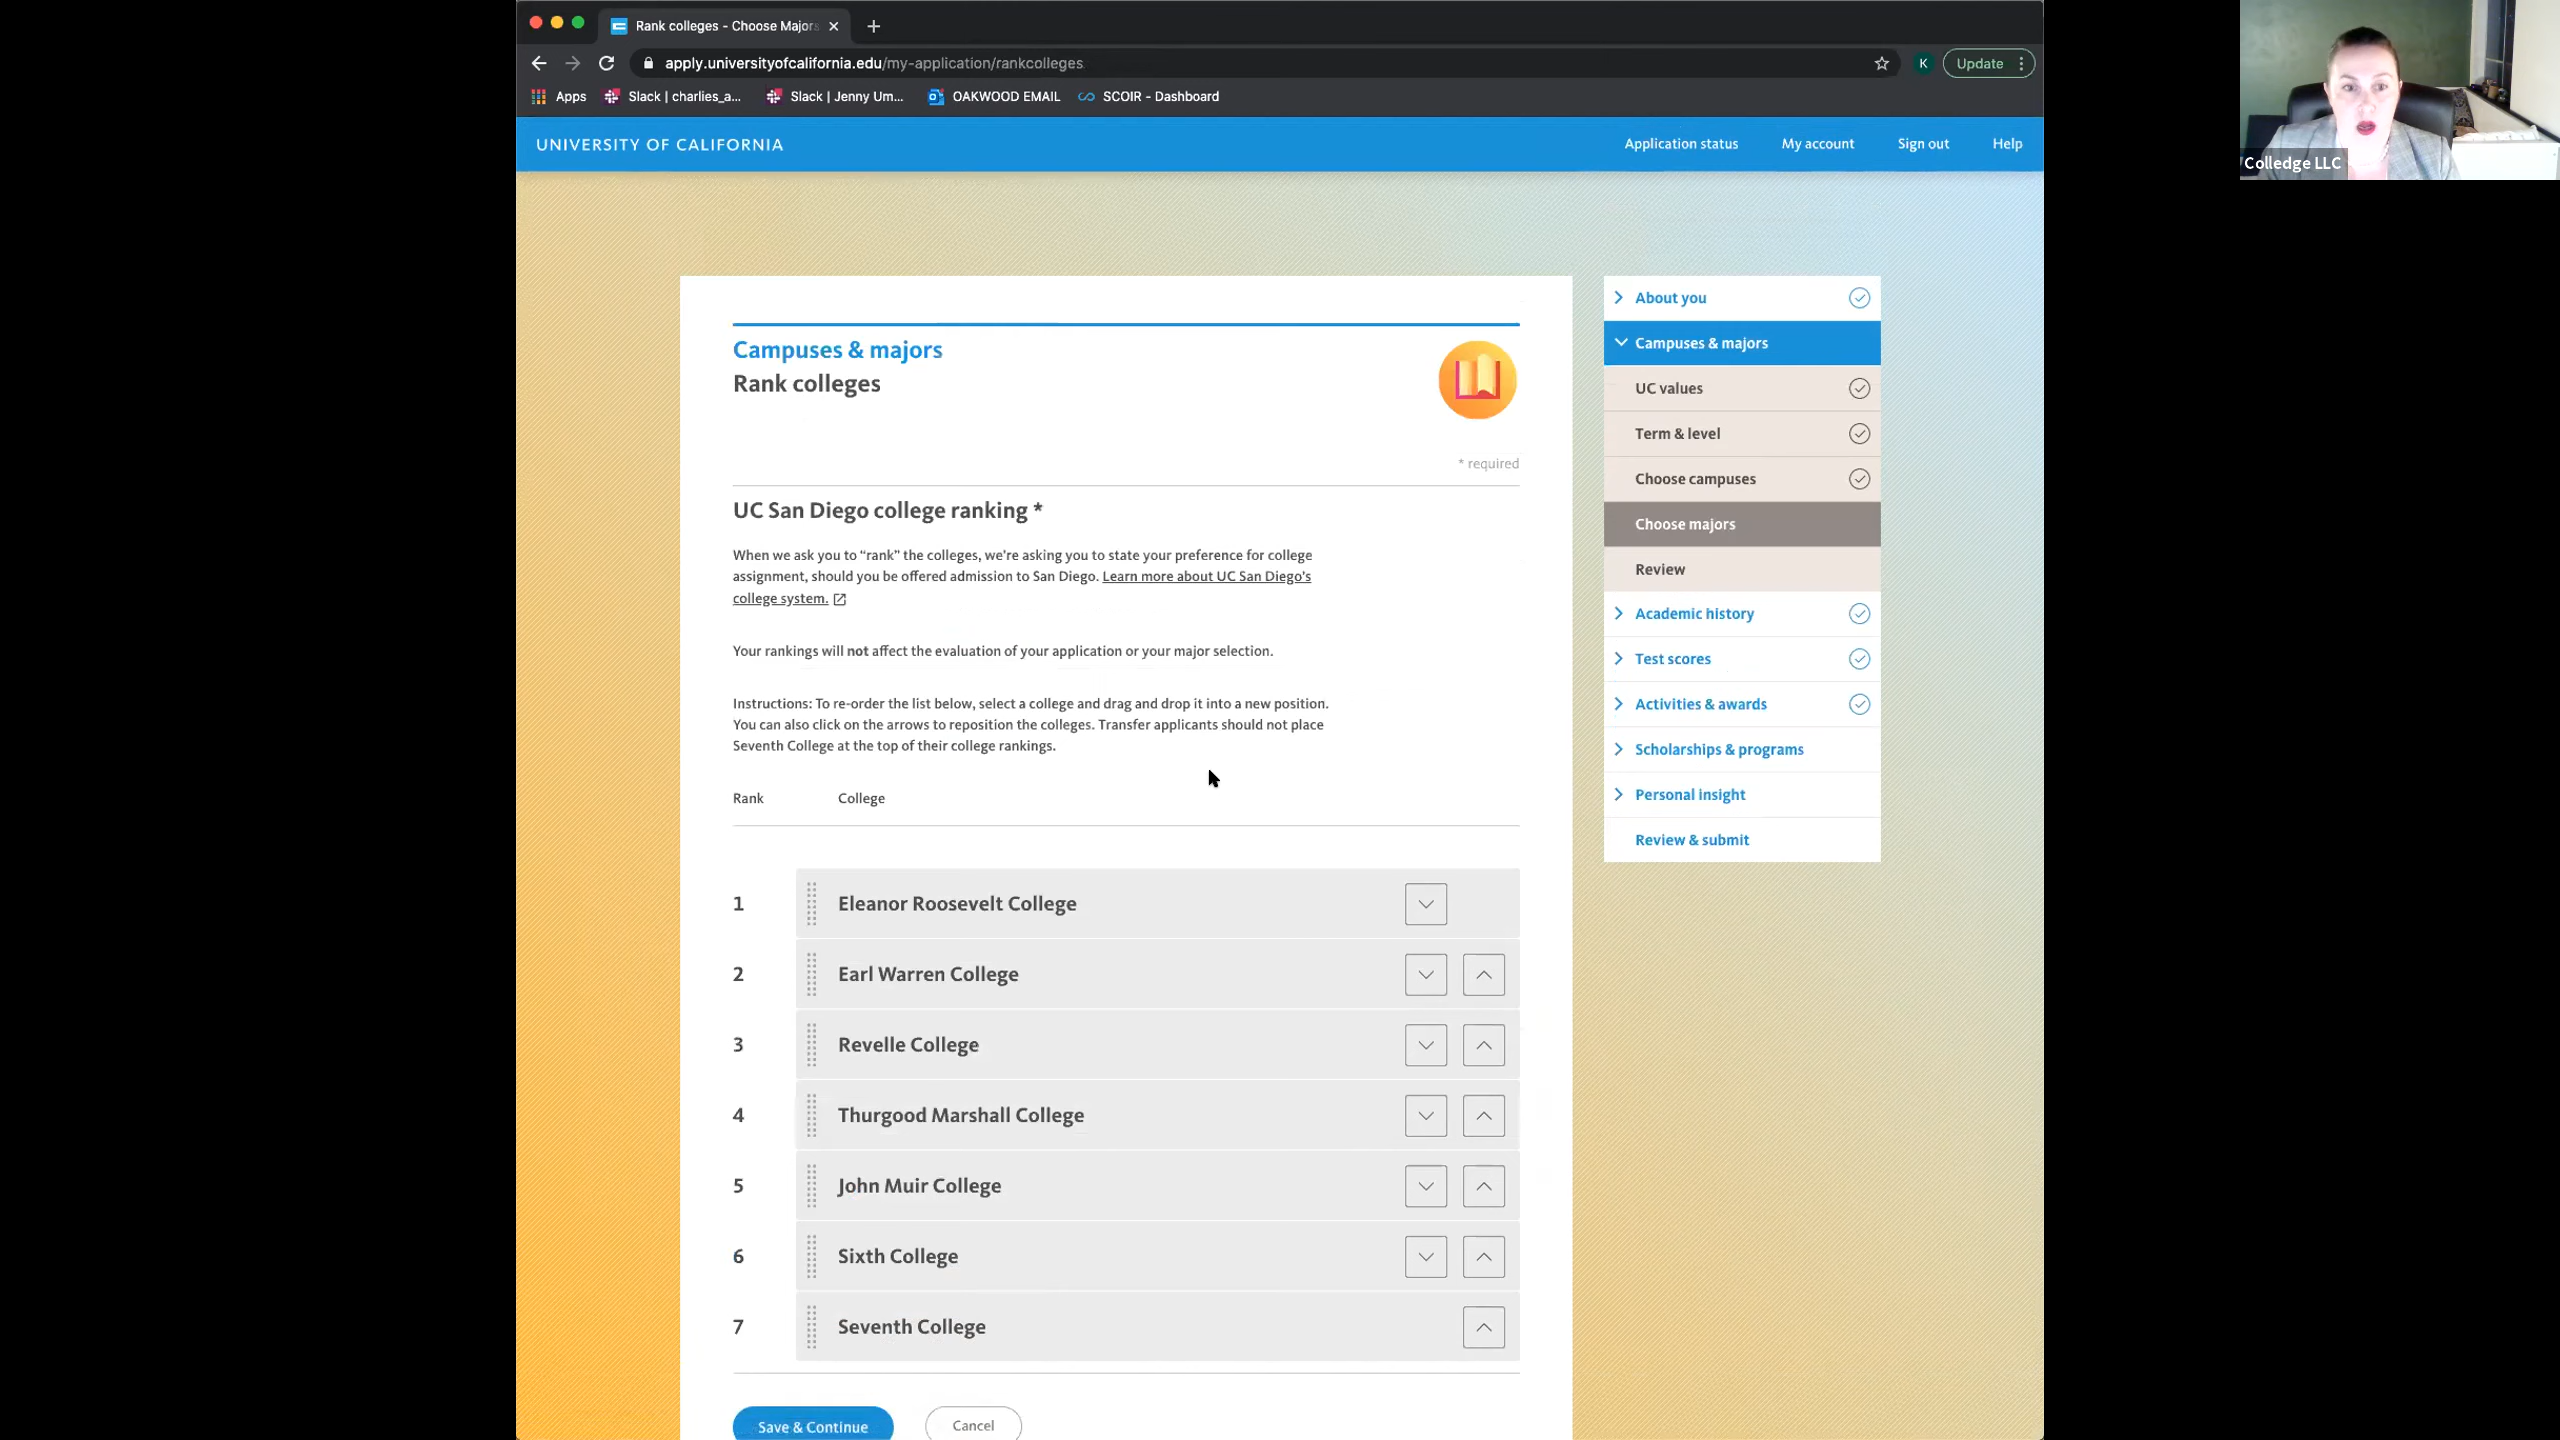 Rank colleges - Choose Majors
apply.universityofcalifornia.edu/my-application/rankcolleges
K
Update
Apps
Slack | charlies_a...
Slack | Jenny Um...
OAKWOOD EMAIL
SCOIR - Dashboard
UNIVERSITY OF CALIFORNIA
Application status
My account
Sign out
Help
Colledge LLC
Campuses & majors
Rank colleges
* required
UC San Diego college ranking *
When we ask you to “rank” the colleges, we’re asking you to state your preference for college
assignment, should you be offered admission to San Diego. Learn more about UC San Diego’s
college system.
Your rankings will not affect the evaluation of your application or your major selection.
Instructions: To re-order the list below, select a college and drag and drop it into a new position.
You can also click on the arrows to reposition the colleges. Transfer applicants should not place
Seventh College at the top of their college rankings.
Rank College
1 Eleanor Roosevelt College
2 Earl Warren College
3 Revelle College
4 Thurgood Marshall College
5 John Muir College
6 Sixth College
7 Seventh College
Save & Continue
Cancel
About you
Campuses & majors
UC values
Term & level
Choose campuses
Choose majors
Review
Academic history
Test scores
Activities & awards
Scholarships & programs
Personal insight
Review & submit